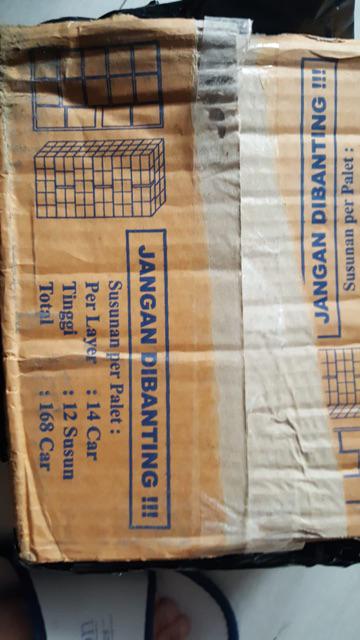 JANGAN DIBANTING !!!
Susunan per Palet :
Per Layer : 14 Car
Tinggi : 12 Susun
Total : 168 Car
JANGAN DIBANTING !!!
Susunan per Palet :